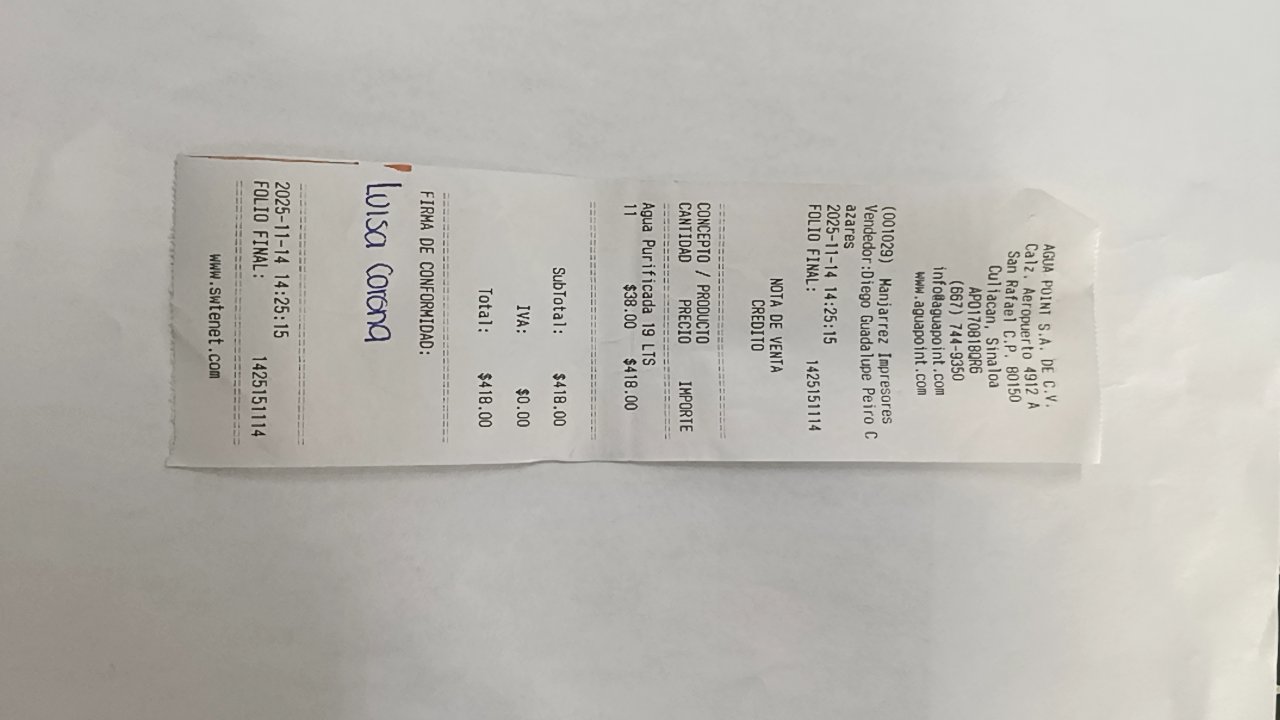 AGUA POINT S.A. DE C.V.
Calz. Aeropuerto 4912 A
San Rafael C.P. 80150
Culiacan, Sinaloa
APO170818QR6
(667) 744-9350
info@aguapoint.com
www.aguapoint.com
(001029) Manjarrez Impresores
Vendedor:Diego Guadalupe Peiro C
azares
2025-11-14 14:25:15
FOLIO FINAL: 1425151114
NOTA DE VENTA
CREDITO
CONCEPTO / PRODUCTO
CANTIDAD PRECIO IMPORTE
Agua Purificada 19 LTS
11 $38.00 $418.00
SubTotal: $418.00
IVA: $0.00
Total: $418.00
FIRMA DE CONFORMIDAD:
Luisa Corona
2025-11-14 14:25:15
FOLIO FINAL: 1425151114
www.swtenet.com